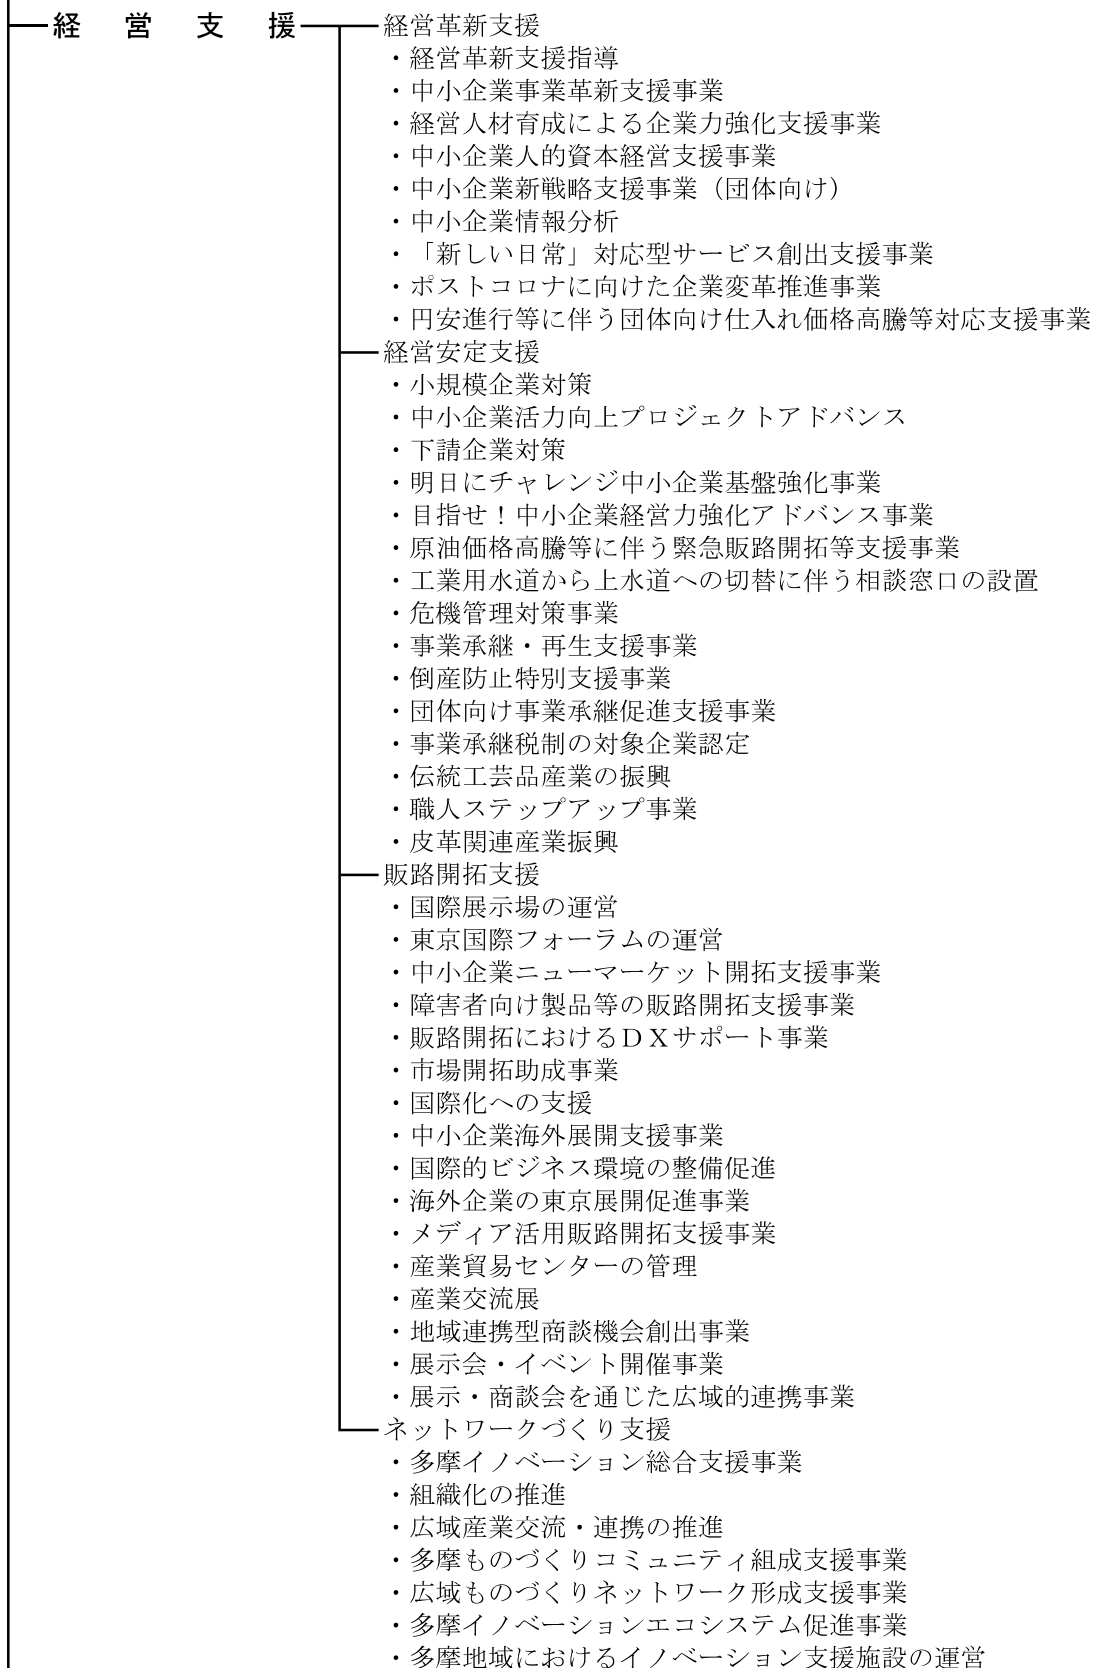 経営支援
経営革新支援
・経営革新支援指導
・中小企業事業革新支援事業
・経営人材育成による企業力強化支援事業
・中小企業人的資本経営支援事業
・中小企業新戦略支援事業（団体向け）
・中小企業情報分析
・「新しい日常」対応型サービス創出支援事業
・ポストコロナに向けた企業変革推進事業
・円安進行等に伴う団体向け仕入れ価格高騰等対応支援事業
経営安定支援
・小規模企業対策
・中小企業活力向上プロジェクトアドバンス
・下請企業対策
・明日にチャレンジ中小企業基盤強化事業
・目指せ！中小企業経営力強化アドバンス事業
・原油価格高騰等に伴う緊急販路開拓等支援事業
・工業用水道から上水道への切替に伴う相談窓口の設置
・危機管理対策事業
・事業承継・再生支援事業
・倒産防止特別支援事業
・団体向け事業承継促進支援事業
・事業承継税制の対象企業認定
・伝統工芸品産業の振興
・職人ステップアップ事業
・皮革関連産業振興
販路開拓支援
・国際展示場の運営
・東京国際フォーラムの運営
・中小企業ニューマーケット開拓支援事業
・障害者向け製品等の販路開拓支援事業
・販路開拓におけるＤＸサポート事業
・市場開拓助成事業
・国際化への支援
・中小企業海外展開支援事業
・国際的ビジネス環境の整備促進
・海外企業の東京展開促進事業
・メディア活用販路開拓支援事業
・産業貿易センターの管理
・産業交流展
・地域連携型商談機会創出事業
・展示会・イベント開催事業
・展示・商談会を通じた広域的連携事業
ネットワークづくり支援
・多摩イノベーション総合支援事業
・組織化の推進
・広域産業交流・連携の推進
・多摩ものづくりコミュニティ組成支援事業
・広域ものづくりネットワーク形成支援事業
・多摩イノベーションエコシステム促進事業
・多摩地域におけるイノベーション支援施設の運営